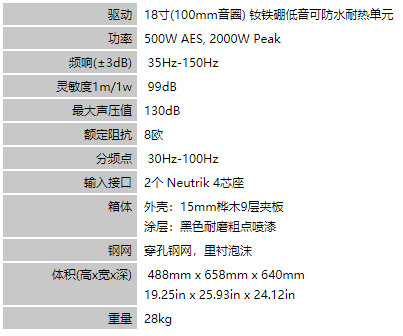 驱动 18寸(100mm音圈) 钕铁硼低音可防水耐热单元
功率 500W AES, 2000W Peak
频响(±3dB) 35Hz-150Hz
灵敏度1m/1w 99dB
最大声压值 130dB
额定阻抗 8欧
分频点 30Hz-100Hz
输入接口 2个 Neutrik 4芯座
箱体 外壳：15mm桦木9层夹板
涂层：黑色耐磨粗点喷漆
钢网 穿孔钢网，里衬泡沫
体积(高x宽x深) 488mm x 658mm x 640mm
19.25in x 25.93in x 24.12in
重量 28kg